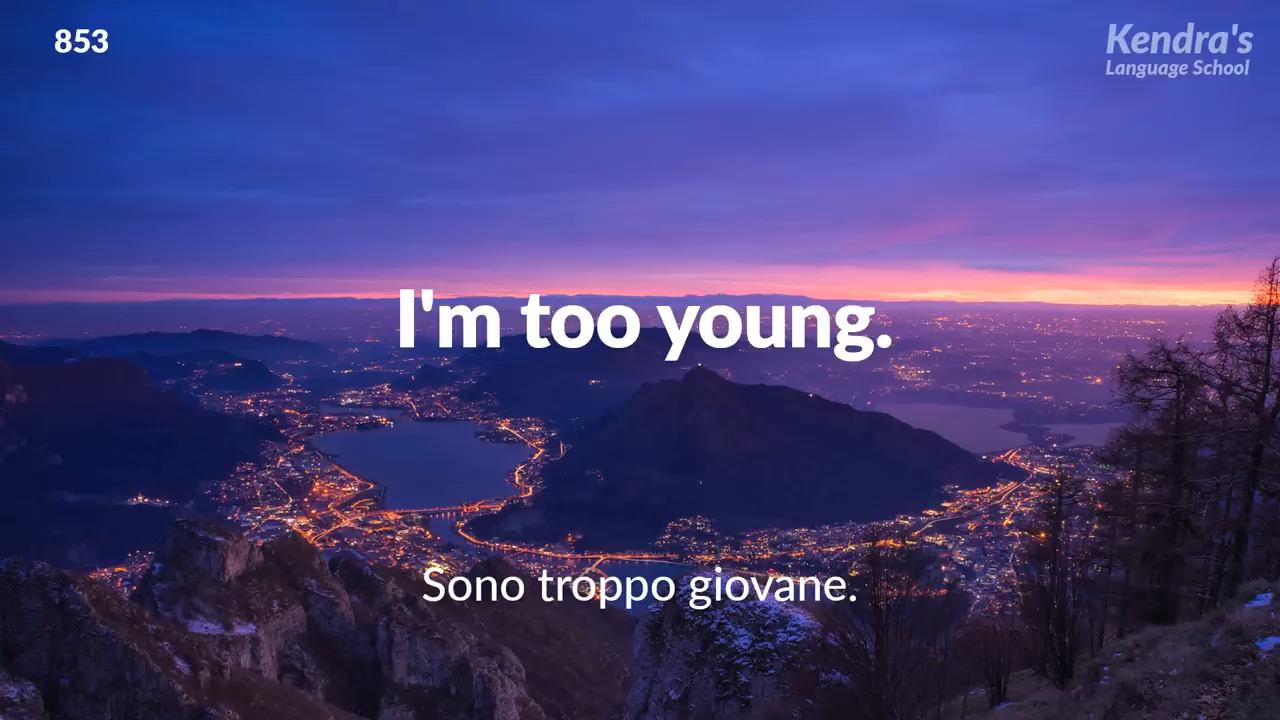 853
Kendra's
Language School
I'm too young.
Sono troppo giovane.